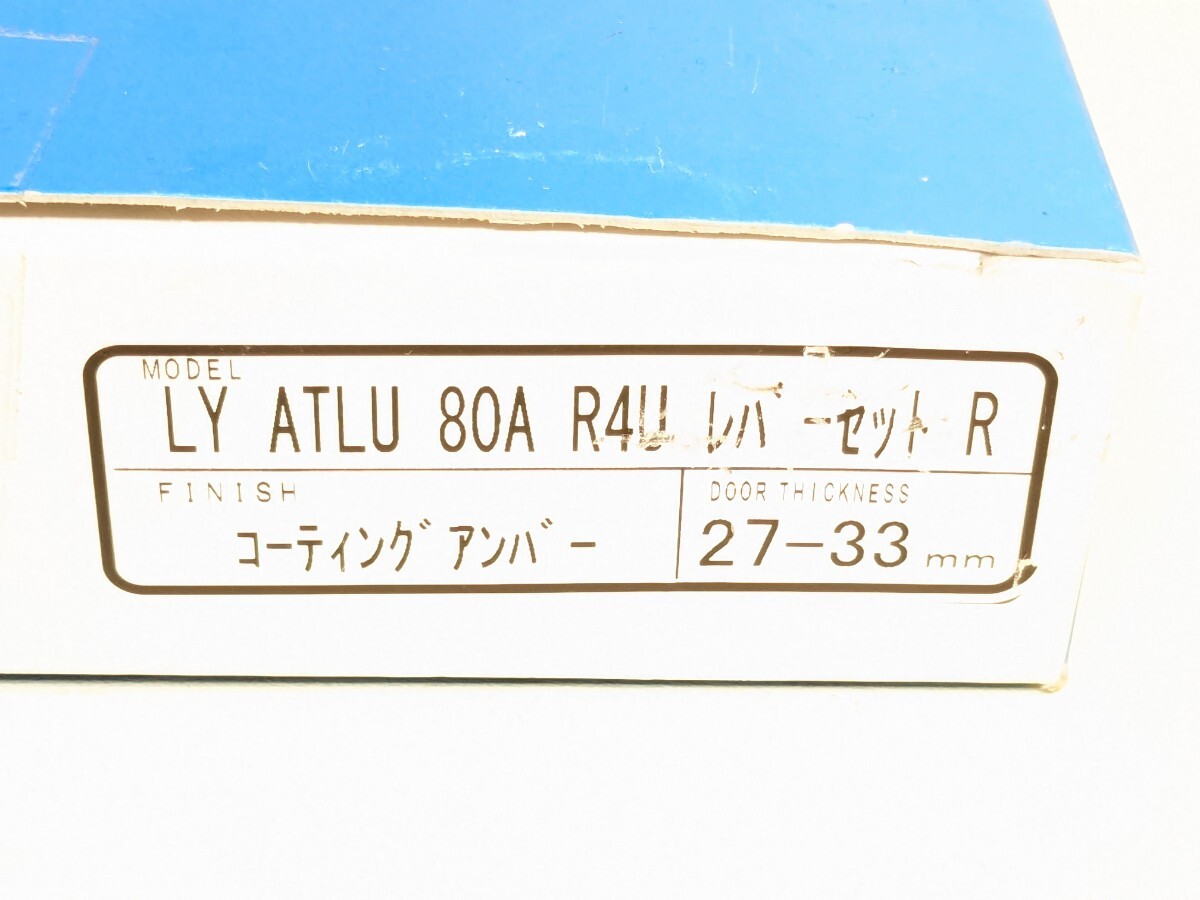 MODEL
LY ATLU 80A R4U ﾚﾊﾞｰｾｯﾄ R
FINISH
ｺｰﾃｨﾝｸﾞｱﾝﾊﾞｰ
DOOR THICKNESS
27-33 mm